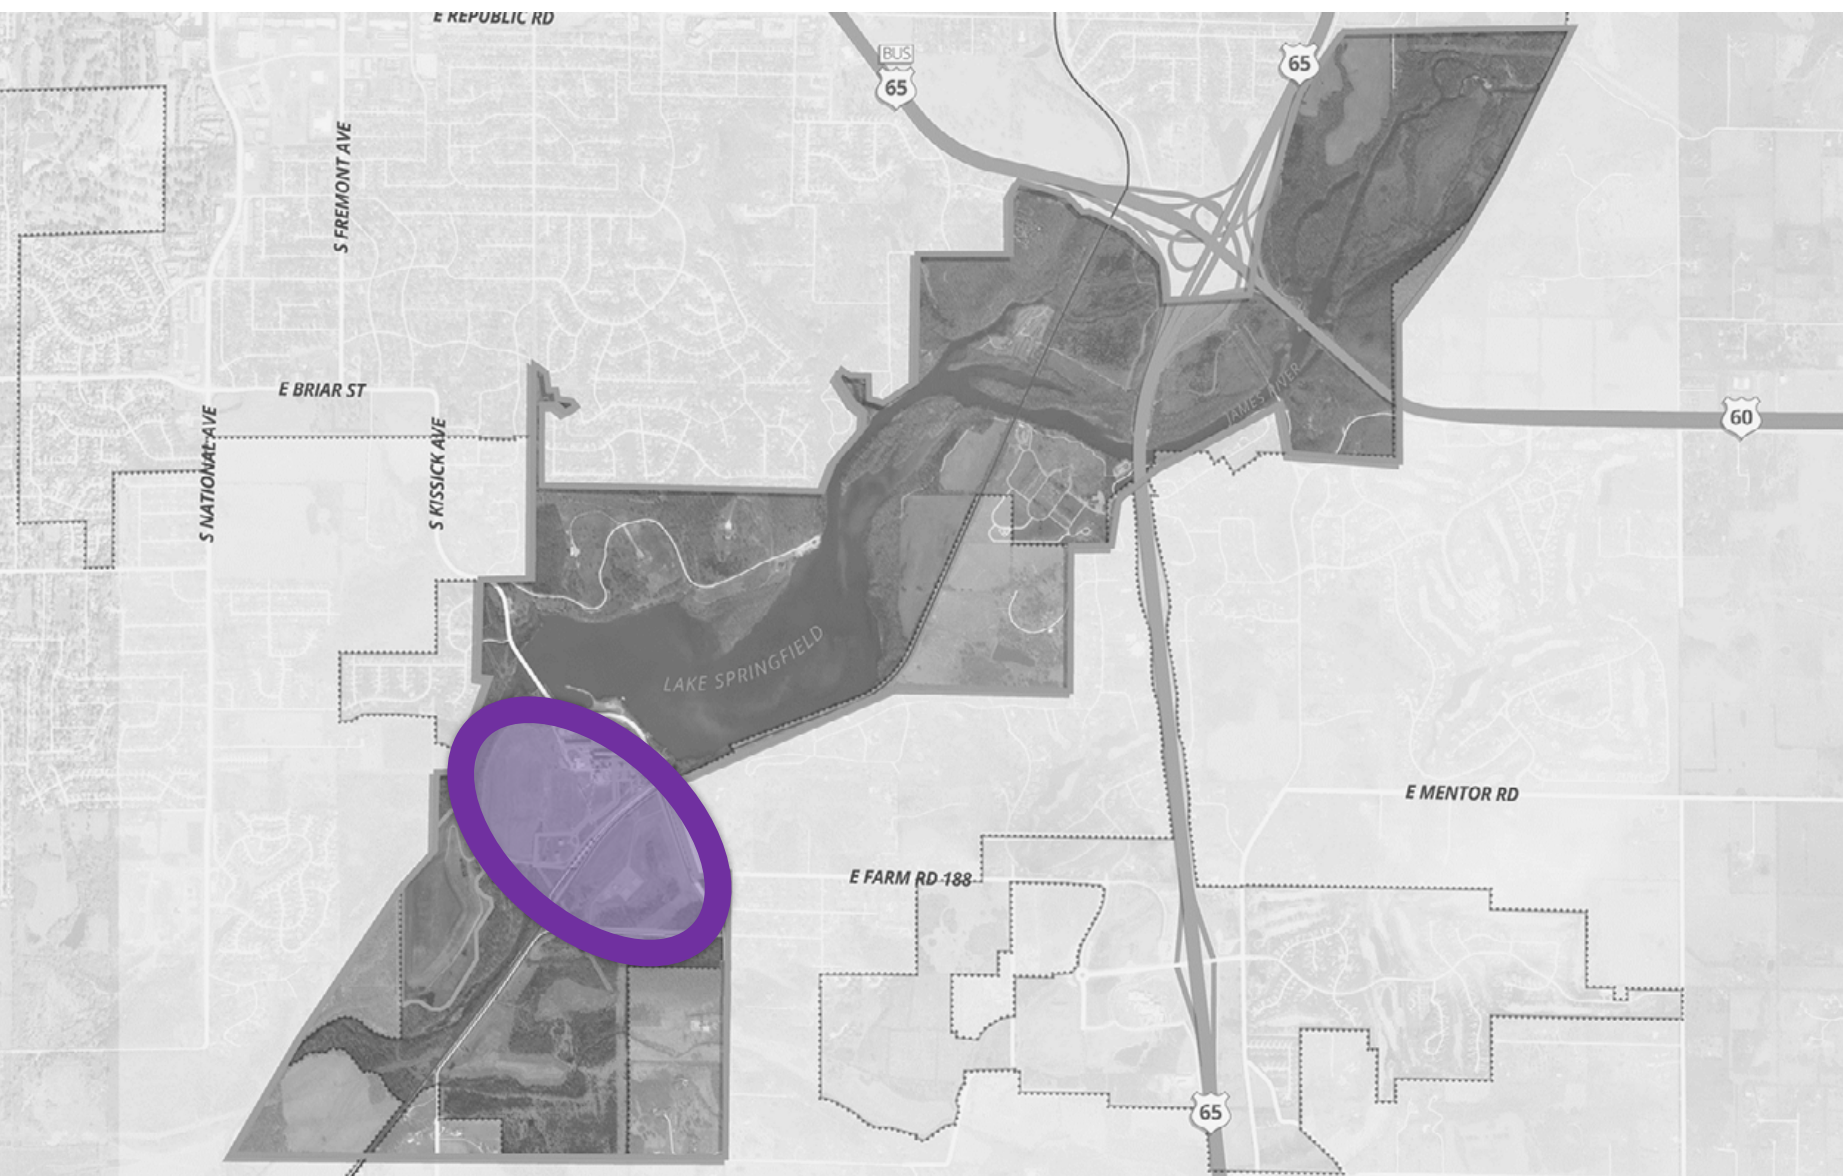 E REPUBLIC RD
BUS
65
65
S FREMONT AVE
E BRIAR ST
JAMES RIVER
60
S NATIONAL AVE
S KISSICK AVE
LAKE SPRINGFIELD
E MENTOR RD
E FARM RD 188
65